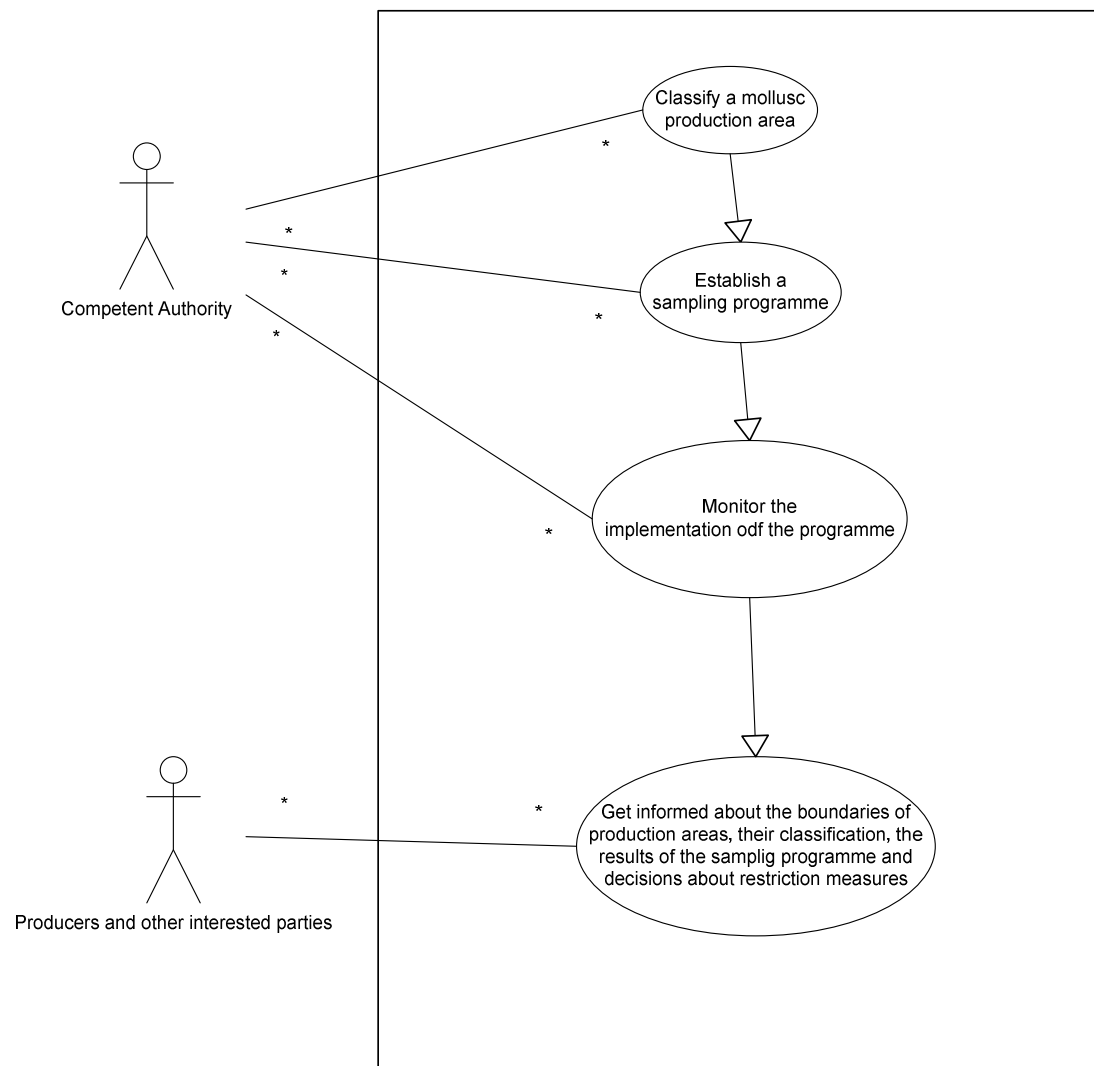 Classify a mollusc
production area
*
*
*
Establish a
sampling programme
*
Competent Authority
*
Monitor the
implementation odf the programme
*
*
*
Get informed about the boundaries of
production areas, their classification, the
results of the samplig programme and
decisions about restriction measures
Producers and other interested parties